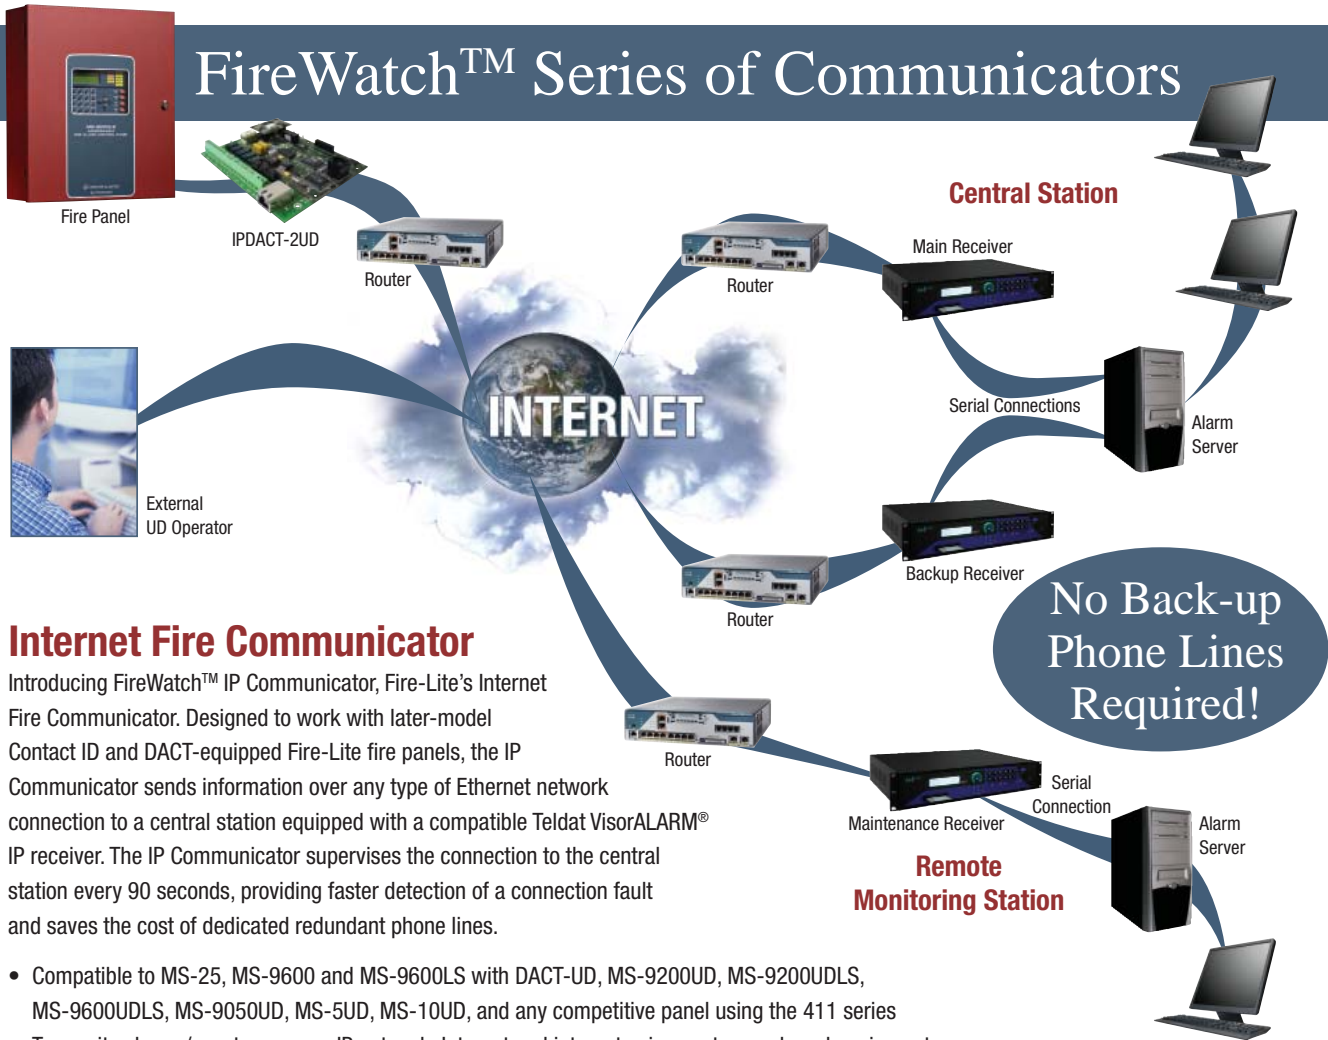 FireWatch™ Series of Communicators
Fire Panel
IPDACT-2UD
Router
Router
Central Station
Main Receiver
INTERNET
Serial Connections
Alarm
Server
External
UD Operator
Backup Receiver
Router
No Back-up
Phone Lines
Required!
Internet Fire Communicator
Introducing FireWatch™ IP Communicator, Fire-Lite's Internet
Fire Communicator. Designed to work with later-model
Contact ID and DACT-equipped Fire-Lite fire panels, the IP
Communicator sends information over any type of Ethernet network
connection to a central station equipped with a compatible Teldat VisorALARM®
IP receiver. The IP Communicator supervises the connection to the central
station every 90 seconds, providing faster detection of a connection fault
and saves the cost of dedicated redundant phone lines.
Router
Maintenance Receiver
Serial
Connection
Alarm
Server
Remote
Monitoring Station
• Compatible to MS-25, MS-9600 and MS-9600LS with DACT-UD, MS-9200UD, MS-9200UDLS,
MS-9600UDLS, MS-9050UD, MS-5UD, MS-10UD, and any competitive panel using the 411 series